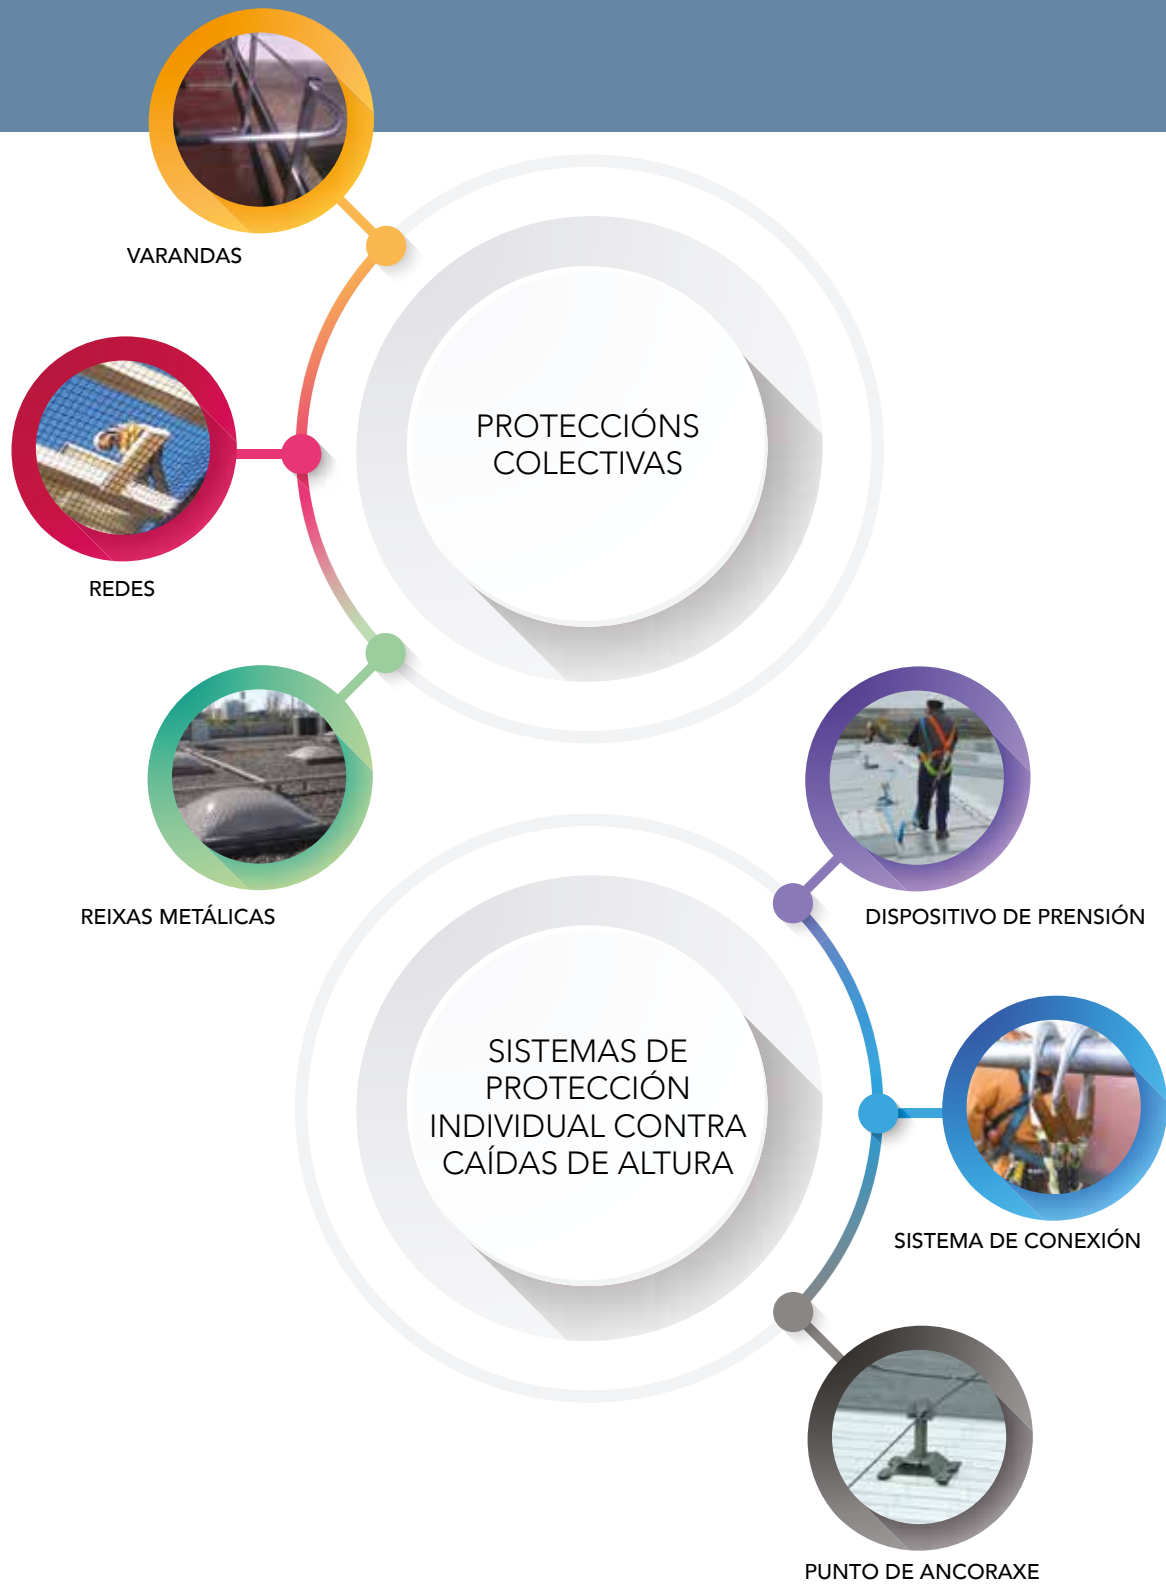 VARANDAS
PROTECCIÓNS
COLECTIVAS
REDES
REIXAS METÁLICAS
DISPOSITIVO DE PRENSIÓN
SISTEMAS DE
PROTECCIÓN
INDIVIDUAL CONTRA
CAÍDAS DE ALTURA
SISTEMA DE CONEXIÓN
PUNTO DE ANCORAXE